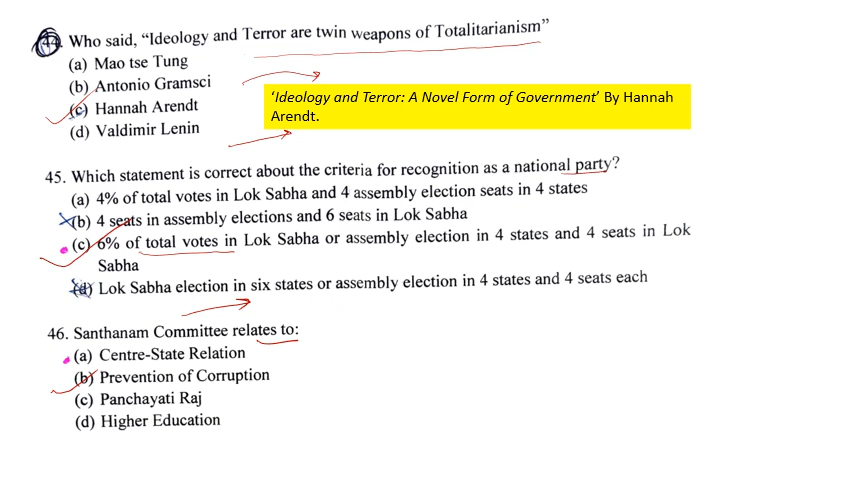 44. Who said, “Ideology and Terror are twin weapons of Totalitarianism”
(a) Mao tse Tung
(b) Antonio Gramsci
(c) Hannah Arendt
(d) Valdimir Lenin
‘Ideology and Terror: A Novel Form of Government’ By Hannah
Arendt.
45. Which statement is correct about the criteria for recognition as a national party?
(a) 4% of total votes in Lok Sabha and 4 assembly election seats in 4 states
(b) 4 seats in assembly elections and 6 seats in Lok Sabha
(c) 6% of total votes in Lok Sabha or assembly election in 4 states and 4 seats in Lok
Sabha
(d) Lok Sabha election in six states or assembly election in 4 states and 4 seats each
46. Santhanam Committee relates to:
(a) Centre-State Relation
(b) Prevention of Corruption
(c) Panchayati Raj
(d) Higher Education